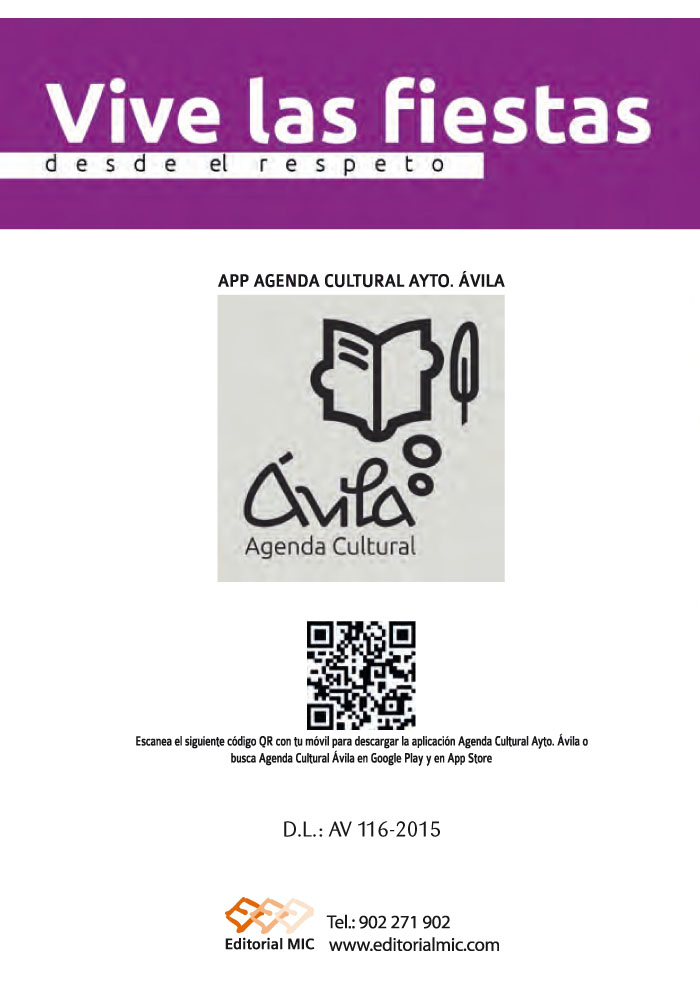 Vive las fiestas
desde el respeto
APP AGENDA CULTURAL AYTO. ÁVILA
Ávila
Agenda Cultural
Escanea el siguiente código QR con tu móvil para descargar la aplicación Agenda Cultural Ayto. Ávila o
busca Agenda Cultural Ávila en Google Play y en App Store
D.L.: AV 116-2015
Editorial MIC
Tel.: 902 271 902
www.editorialmic.com